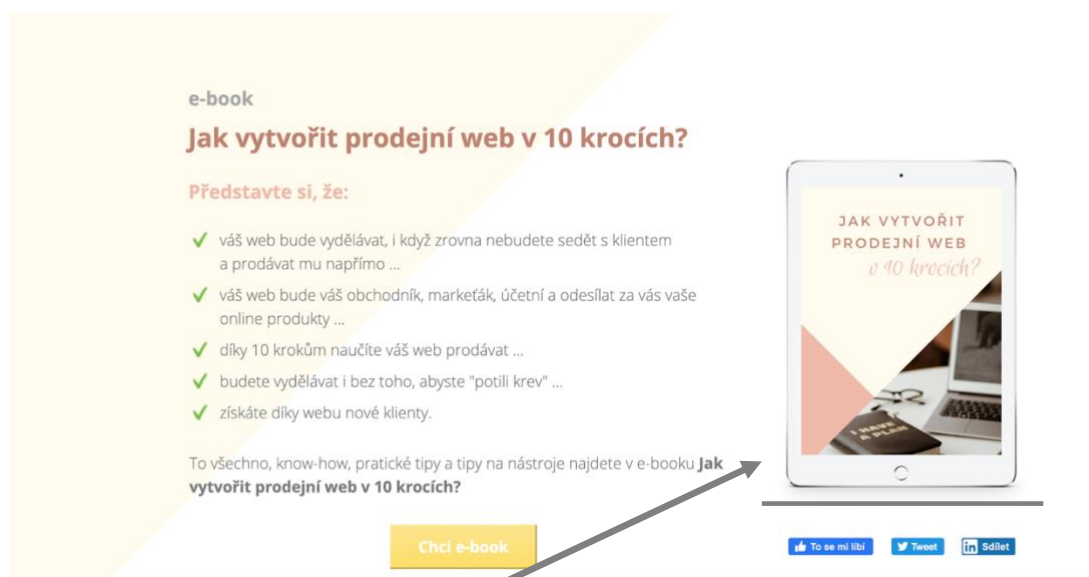 e-book
Jak vytvořit prodejní web v 10 krocích?
Představte si, že:
váš web bude vydělávat, i když zrovna nebudete sedět s klientem
a prodávat mu napřímo ...
váš web bude váš obchodník, markeťák, účetní a odesílat za vás vaše
online produkty ...
díky 10 krokům naučíte váš web prodávat ...
budete vydělávat i bez toho, abyste "potili krev" ...
získáte díky webu nové klienty.
To všechno, know-how, pratické tipy a tipy na nástroje najdete v e-booku Jak
vytvořit prodejní web v 10 krocích?
Chci e-book
JAK VYTVOŘIT
PRODEJNÍ WEB
v 10 krocích?
I HAVE
A PLAN
To se mi líbí
Tweet
in Sdílet